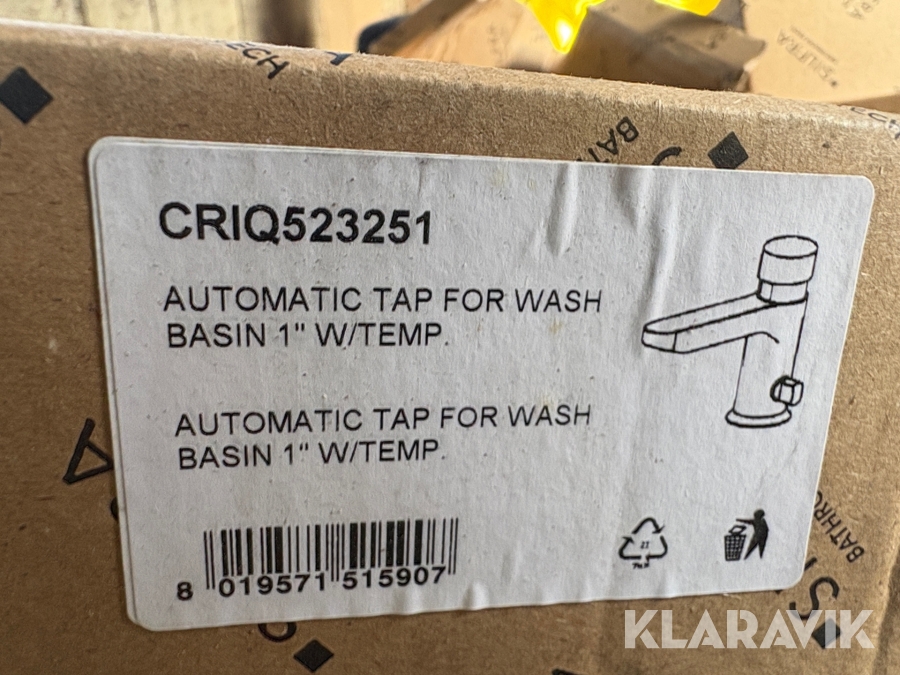 CRIQ523251
AUTOMATIC TAP FOR WASH
BASIN 1" W/TEMP.
AUTOMATIC TAP FOR WASH
BASIN 1" W/TEMP.
8 019571 515907
21
KLARAVIK